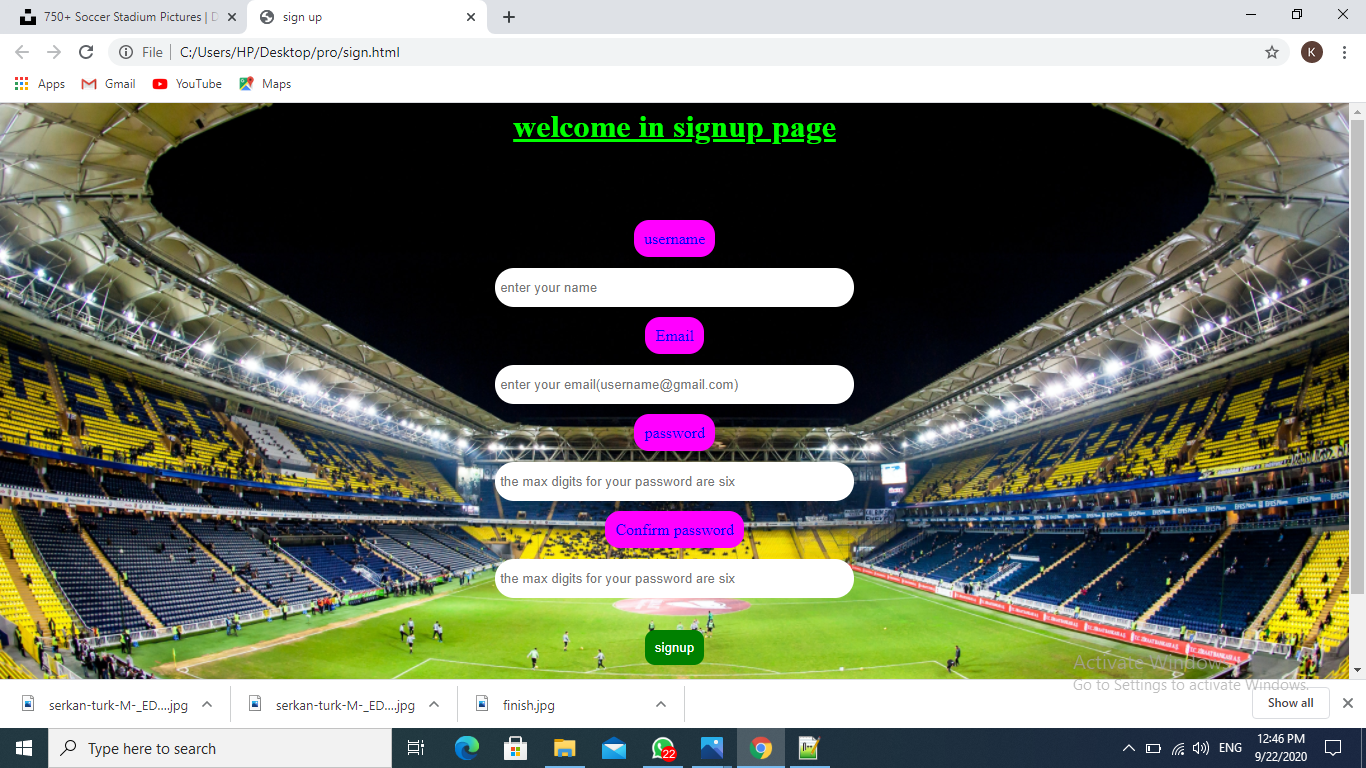 750+ Soccer Stadium Pictures | D
sign up
File
C:/Users/HP/Desktop/pro/sign.html
K
Apps
Gmail
YouTube
Maps
welcome in signup page
username
enter your name
Email
enter your email(username@gmail.com)
password
the max digits for your password are six
Confirm password
the max digits for your password are six
signup
Activate Windows
Go to Settings to activate Windows.
serkan-turk-M-_ED....jpg
serkan-turk-M-_ED....jpg
finish.jpg
Show all
Type here to search
22
ENG
12:46 PM
9/22/2020